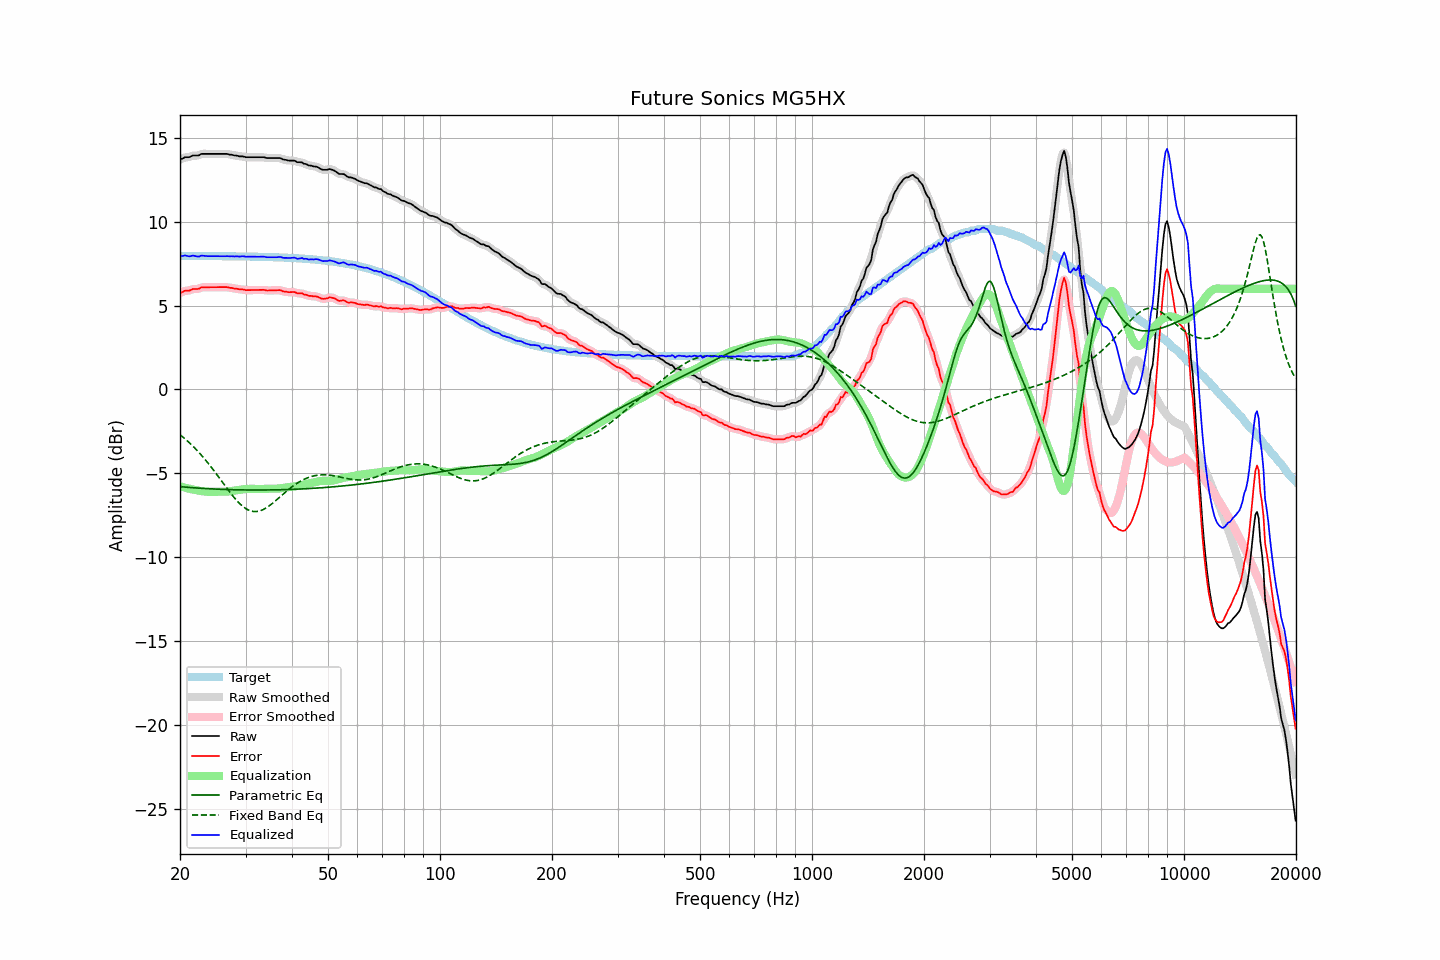 Future Sonics MG5HX
15
10
5
0
−5
−10
−15
−20
−25
Amplitude (dBr)
Target
Raw Smoothed
Error Smoothed
Raw
Error
Equalization
Parametric Eq
Fixed Band Eq
Equalized
20 50 100 200 500 1000 2000 5000 10000 20000
Frequency (Hz)